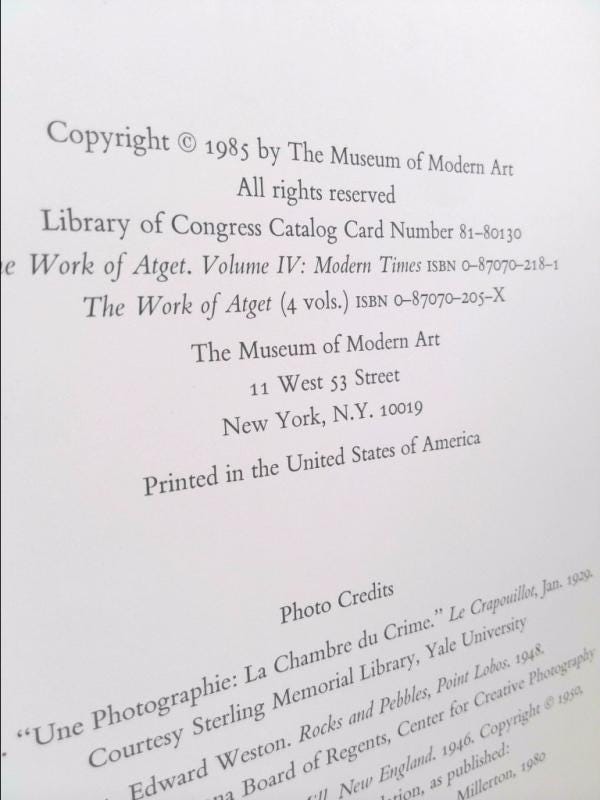 Copyright © 1985 by The Museum of Modern Art
All rights reserved
Library of Congress Catalog Card Number 81–80130
Work of Atget. Volume IV: Modern Times ISBN 0–87070–218–1
The Work of Atget (4 vols.) ISBN 0–87070–205–X
The Museum of Modern Art
11 West 53 Street
New York, N.Y. 10019
Printed in the United States of America
Photo Credits
“Une Photographie: La Chambre du Crime.” Le Crapouillot, Jan. 1929.
Courtesy Sterling Memorial Library, Yale University
Edward Weston. Rocks and Pebbles, Point Lobos. 1948.
Board of Regents, Center for Creative Photography
New England. 1946. Copyright © 1950,
as published:
Millerton, 1980